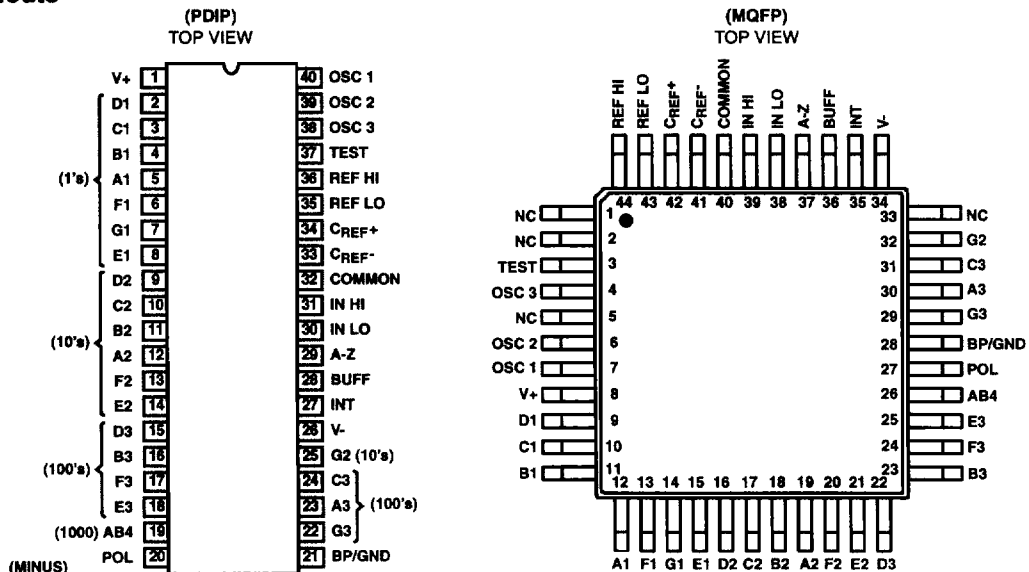 (PDIP)
TOP VIEW
V+ 1 40 OSC 1
D1 2 39 OSC 2
C1 3 38 OSC 3
B1 4 37 TEST
(1's) A1 5 36 REF HI
F1 6 35 REF LO
G1 7 34 CREF+
E1 8 33 CREF-
D2 9 32 COMMON
C2 10 31 IN HI
B2 11 30 IN LO
(10's) A2 12 29 A-Z
F2 13 28 BUFF
E2 14 27 INT
D3 15 26 V-
B3 16 25 G2 (10's)
(100's) F3 17 24 C3
E3 18 23 A3 (100's)
(1000) AB4 19 22 G3
POL 20 21 BP/GND
(MINUS)
(MQFP)
TOP VIEW
REF HI REF LO CREF+ CREF- COMMON IN HI IN LO A-Z BUFF INT V-
44 43 42 41 40 39 38 37 36 35 34
NC 1 33 NC
NC 2 32 G2
TEST 3 31 C3
OSC 3 4 30 A3
NC 5 29 G3
OSC 2 6 28 BP/GND
OSC 1 7 27 POL
V+ 8 26 AB4
D1 9 25 E3
C1 10 24 F3
B1 11 23 B3
12 13 14 15 16 17 18 19 20 21 22
A1 F1 G1 E1 D2 C2 B2 A2 F2 E2 D3